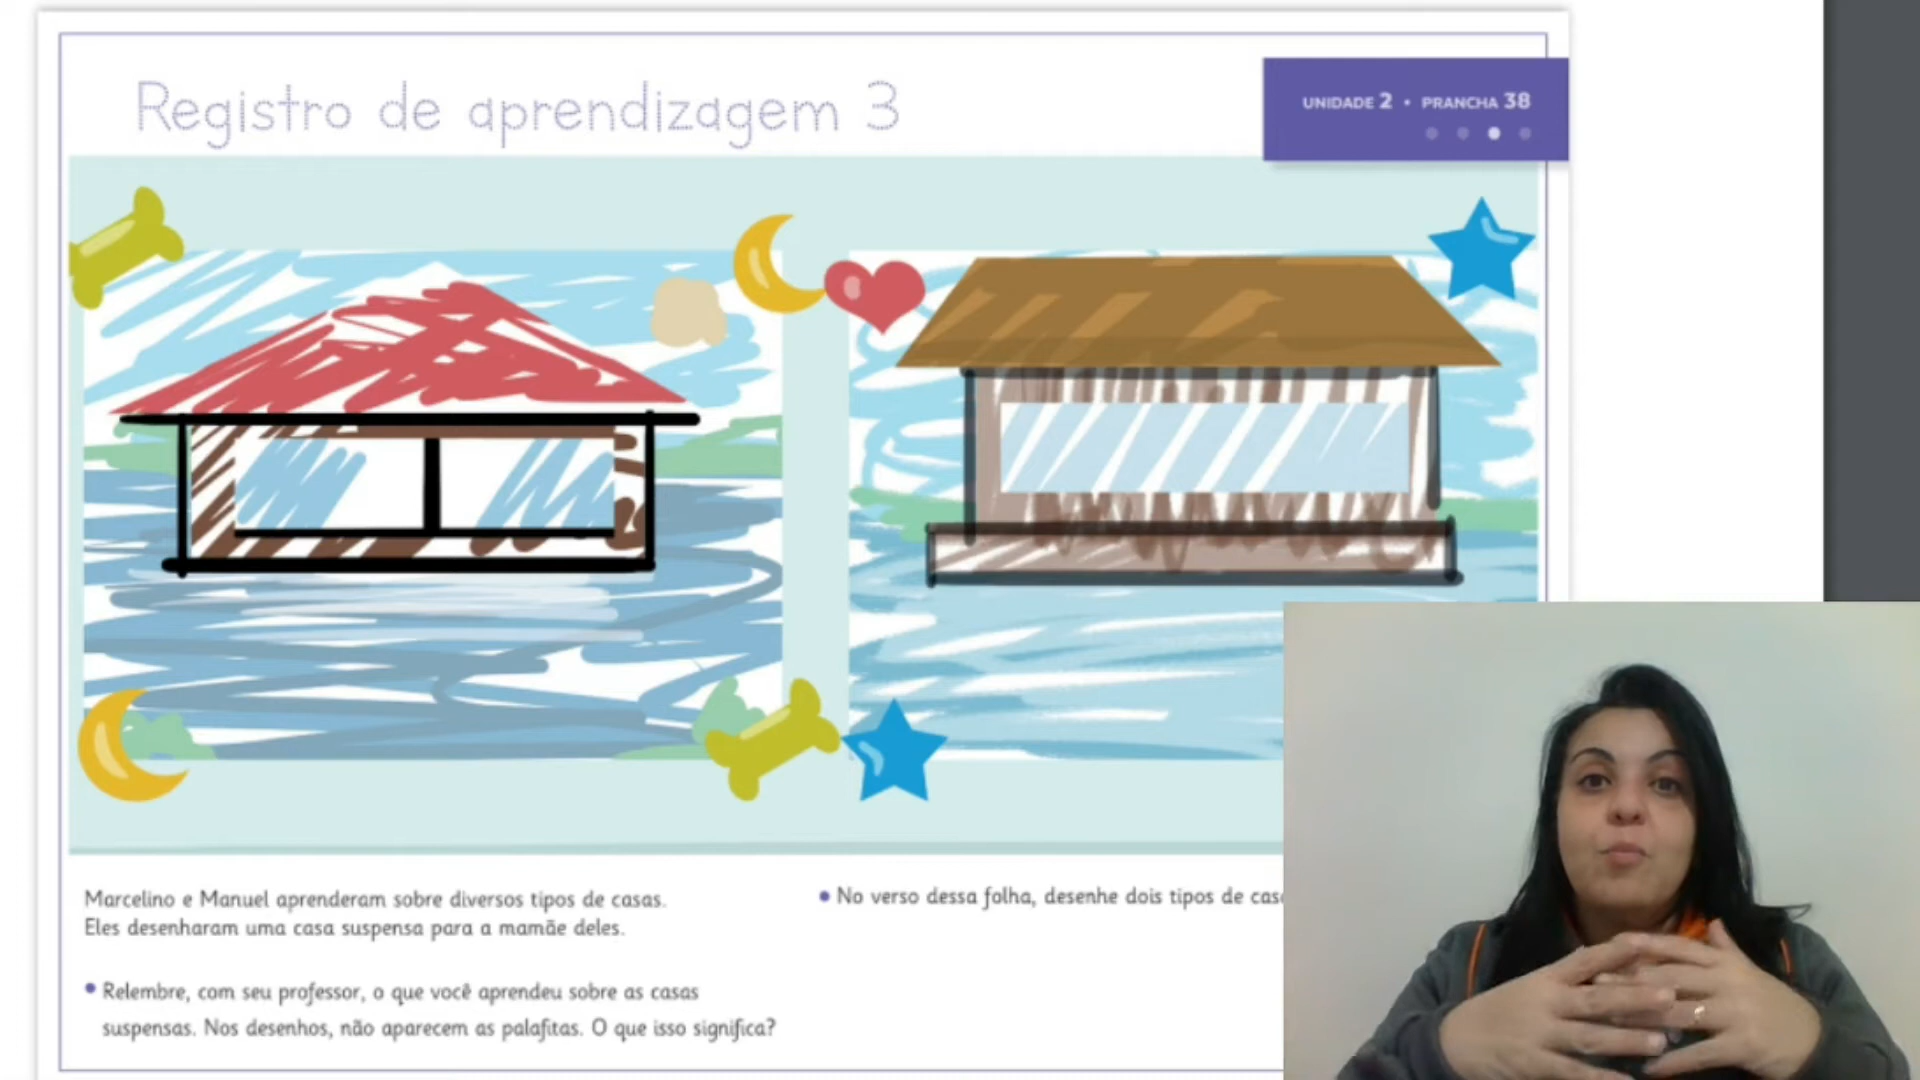 Registro de aprendizagem 3
UNIDADE 2 • PRANCHA 38
Marcelino e Manuel aprenderam sobre diversos tipos de casas.
Eles desenharam uma casa suspensa para a mamãe deles.
• Relembre, com seu professor, o que você aprendeu sobre as casas
suspensas. Nos desenhos, não aparecem as palafitas. O que isso significa?
• No verso dessa folha, desenhe dois tipos de